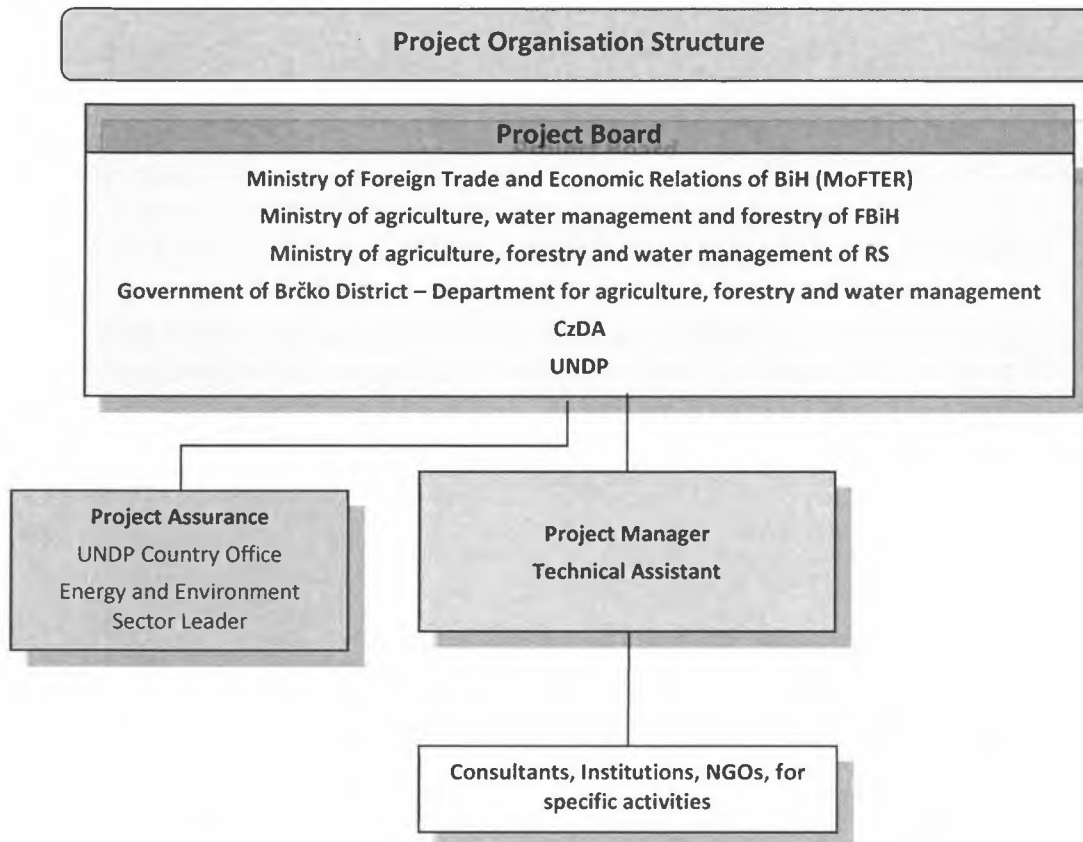 Project Organisation Structure
Project Board
Ministry of Foreign Trade and Economic Relations of BiH (MoFTER)
Ministry of agriculture, water management and forestry of FBiH
Ministry of agriculture, forestry and water management of RS
Government of Brčko District – Department for agriculture, forestry and water management
CzDA
UNDP
Project Assurance
UNDP Country Office
Energy and Environment
Sector Leader
Project Manager
Technical Assistant
Consultants, Institutions, NGOs, for
specific activities